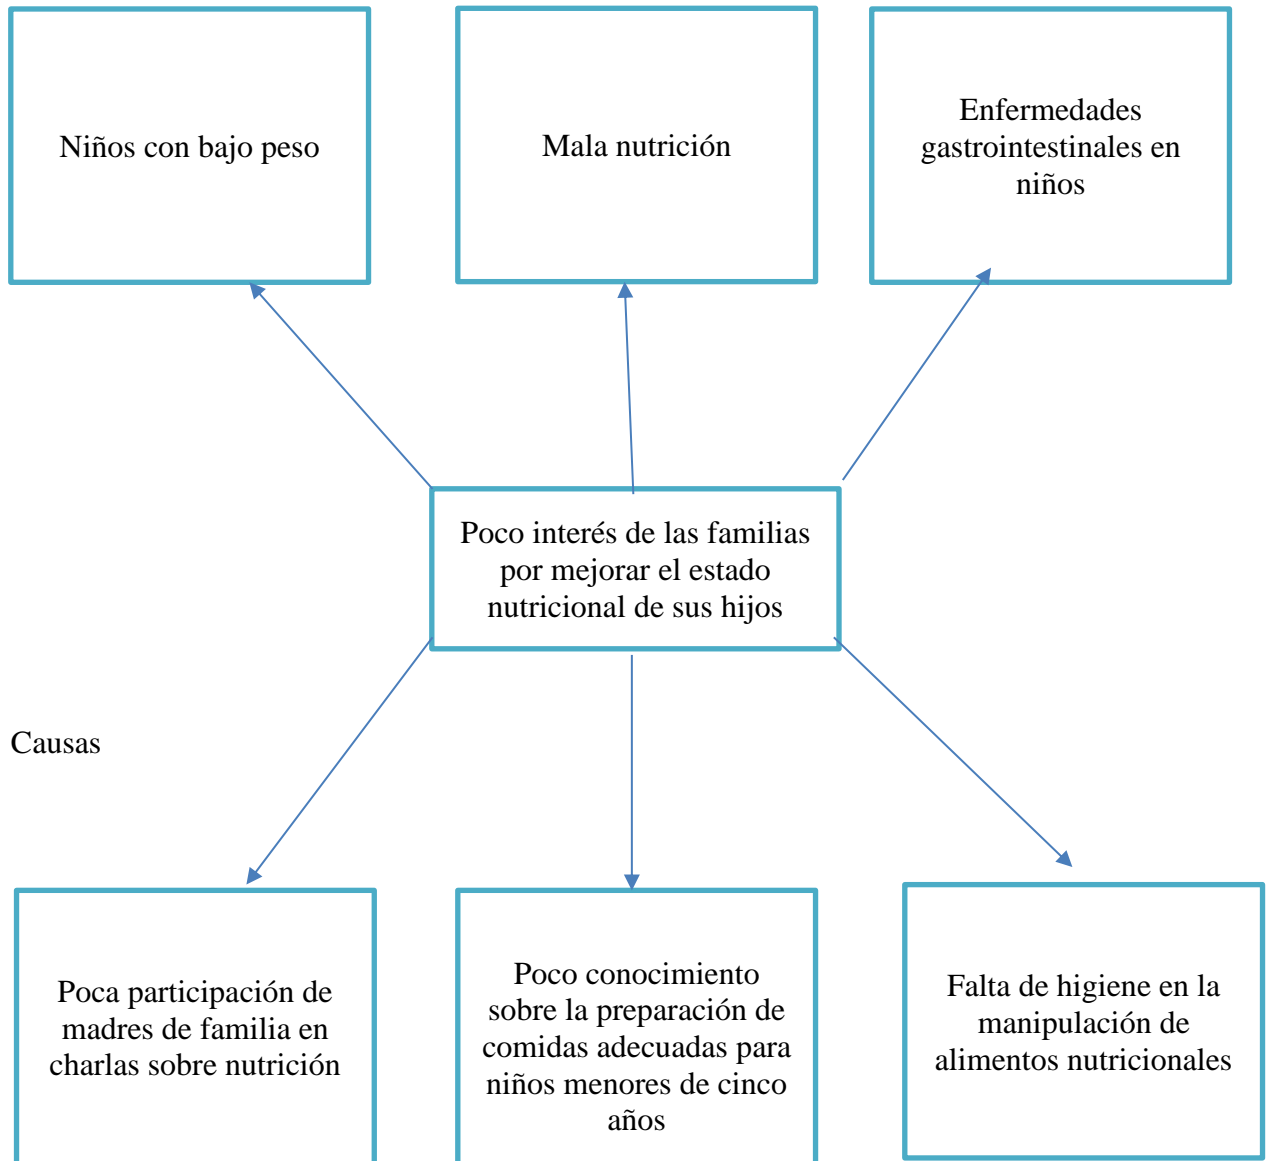 Niños con bajo peso
Mala nutrición
Enfermedades
gastrointestinales en
niños
Poco interés de las familias
por mejorar el estado
nutricional de sus hijos
Causas
Poca participación de
madres de familia en
charlas sobre nutrición
Poco conocimiento
sobre la preparación de
comidas adecuadas para
niños menores de cinco
años
Falta de higiene en la
manipulación de
alimentos nutricionales